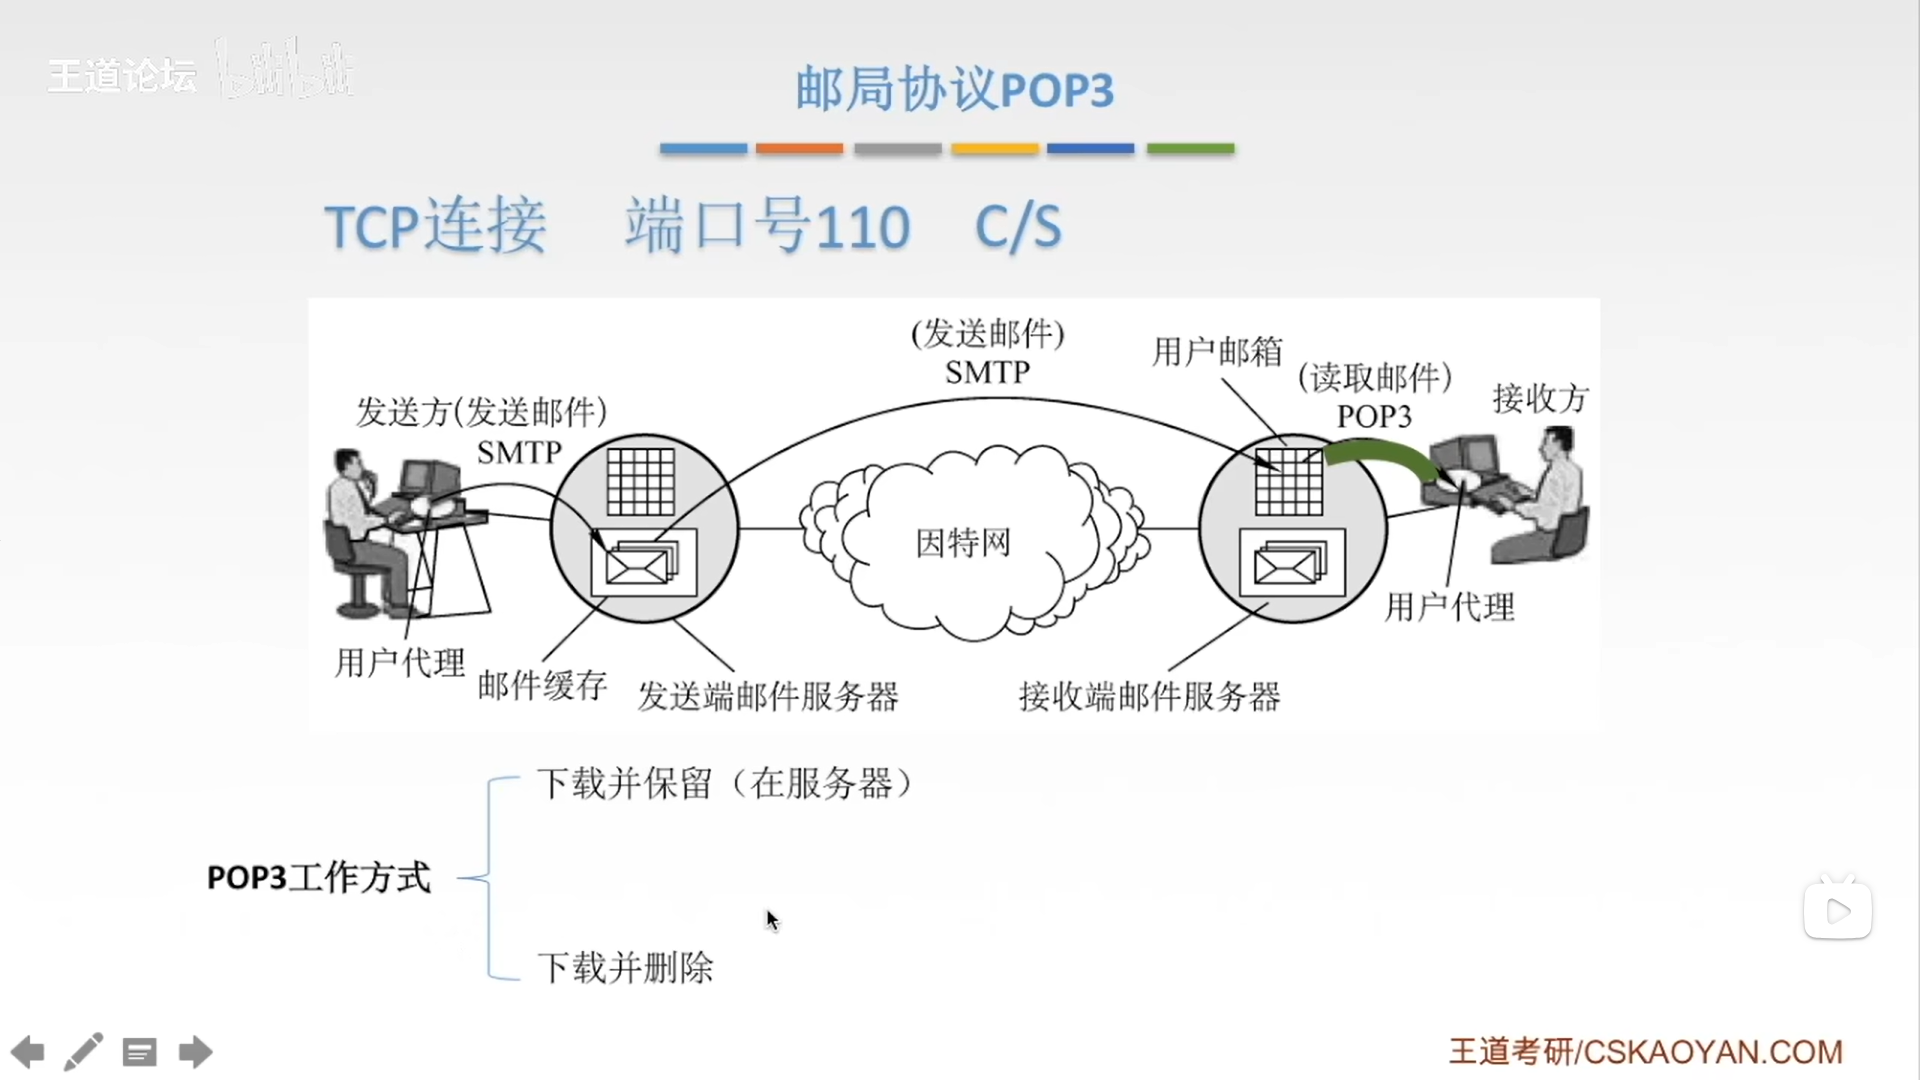 王道论坛 bilibili
邮局协议POP3
TCP连接 端口号110 C/S
(发送邮件)
SMTP
用户邮箱
(读取邮件)
POP3
接收方
发送方(发送邮件)
SMTP
因特网
用户代理
用户代理
邮件缓存
发送端邮件服务器
接收端邮件服务器
下载并保留（在服务器）
POP3工作方式
下载并删除
王道考研/CSKAOYAN.COM